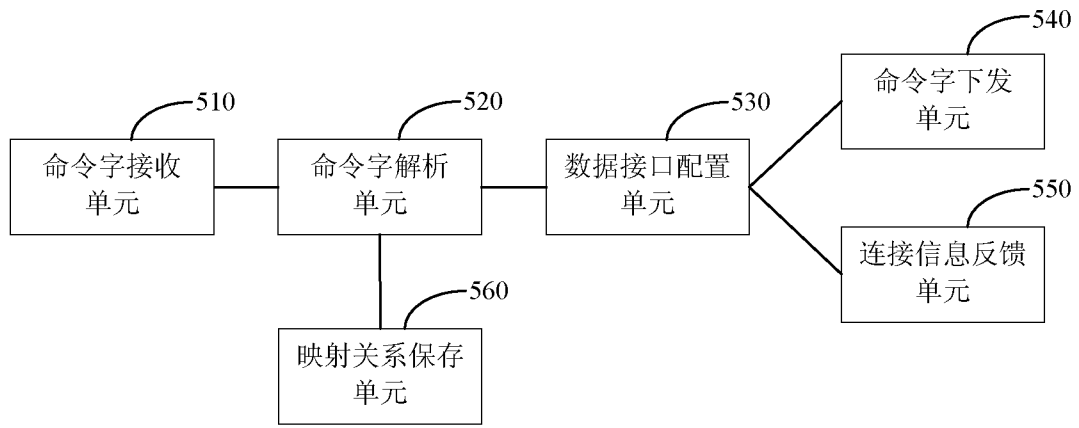 540
命令字下发
单元
510
命令字接收
单元
520
命令字解析
单元
530
数据接口配置
单元
550
连接信息反馈
单元
560
映射关系保存
单元